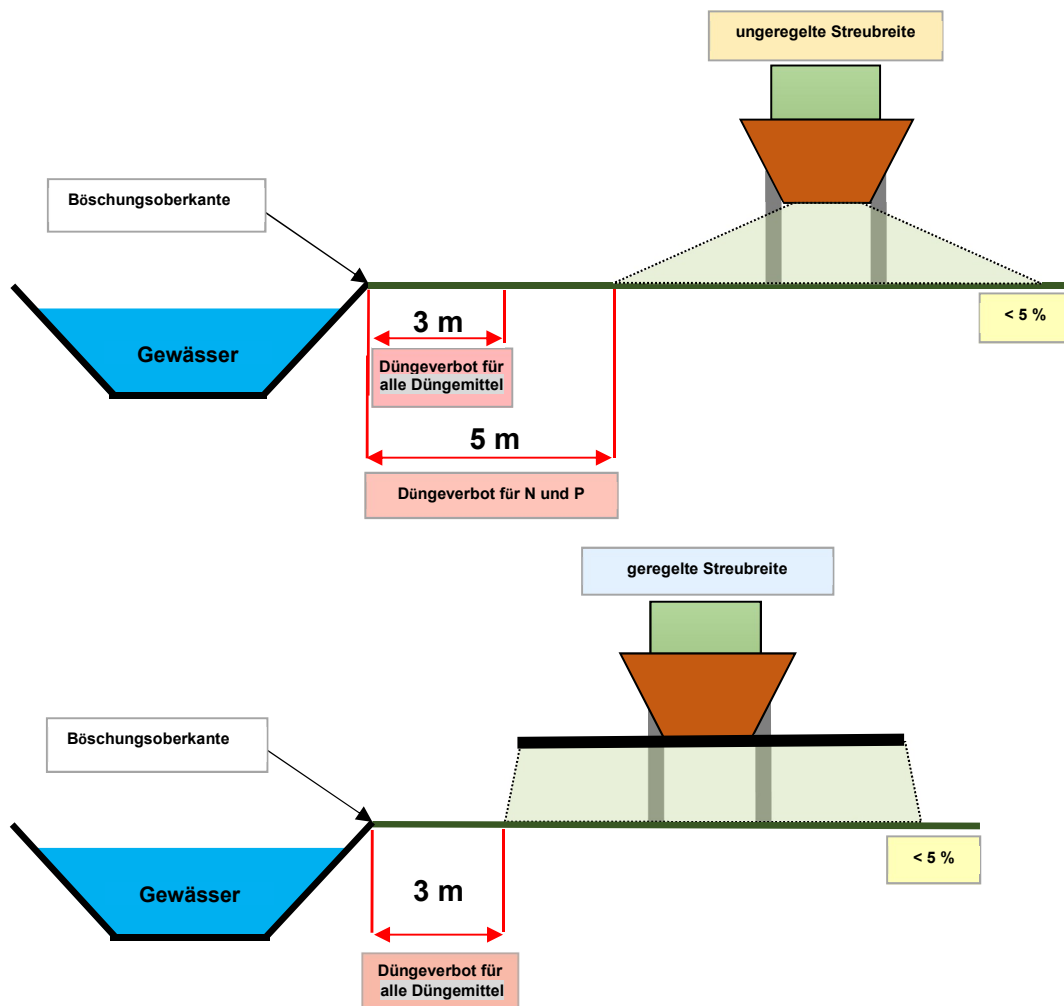 ungeregelte Streubreite
Böschungsoberkante
< 5 %
3 m
Gewässer
Düngeverbot für
alle Düngemittel
5 m
Düngeverbot für N und P
geregelte Streubreite
Böschungsoberkante
< 5 %
Gewässer
3 m
Düngeverbot für
alle Düngemittel